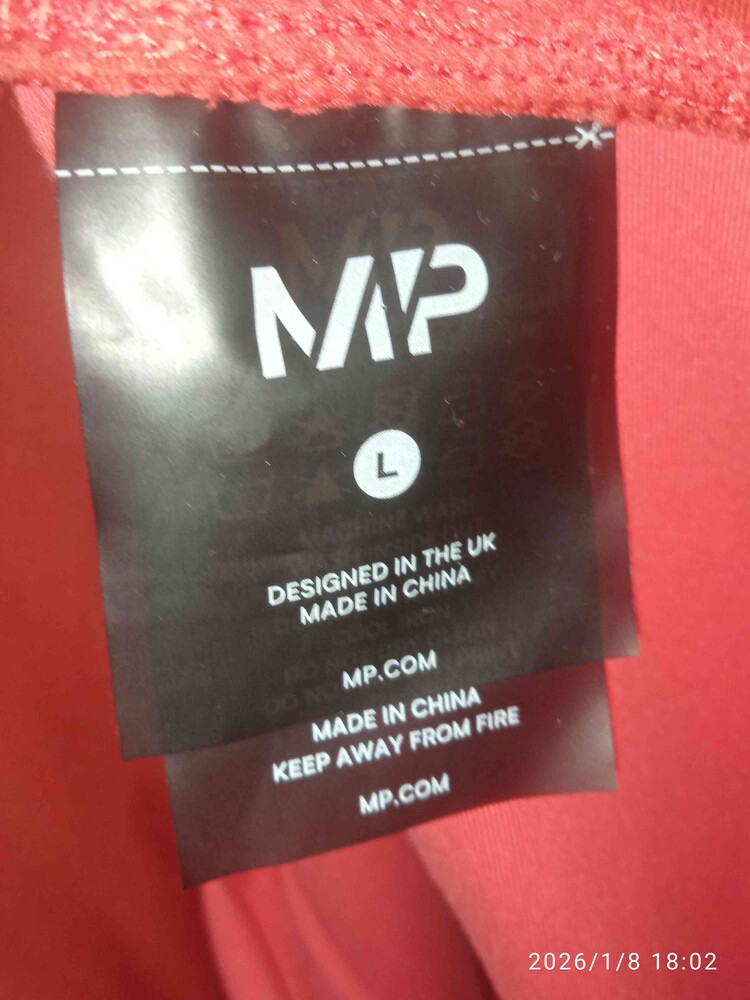 MP
L
DESIGNED IN THE UK
MADE IN CHINA
MP.COM
MADE IN CHINA
KEEP AWAY FROM FIRE
MP.COM
2026/1/8 18:02